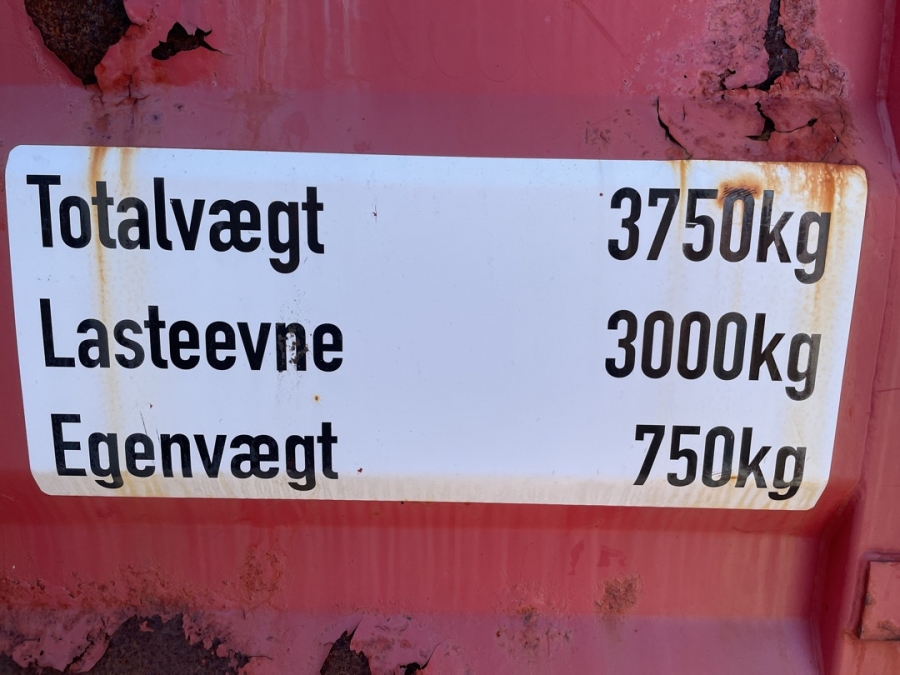 Totalvægt 3750kg
Lasteevne 3000kg
Egenvægt 750kg